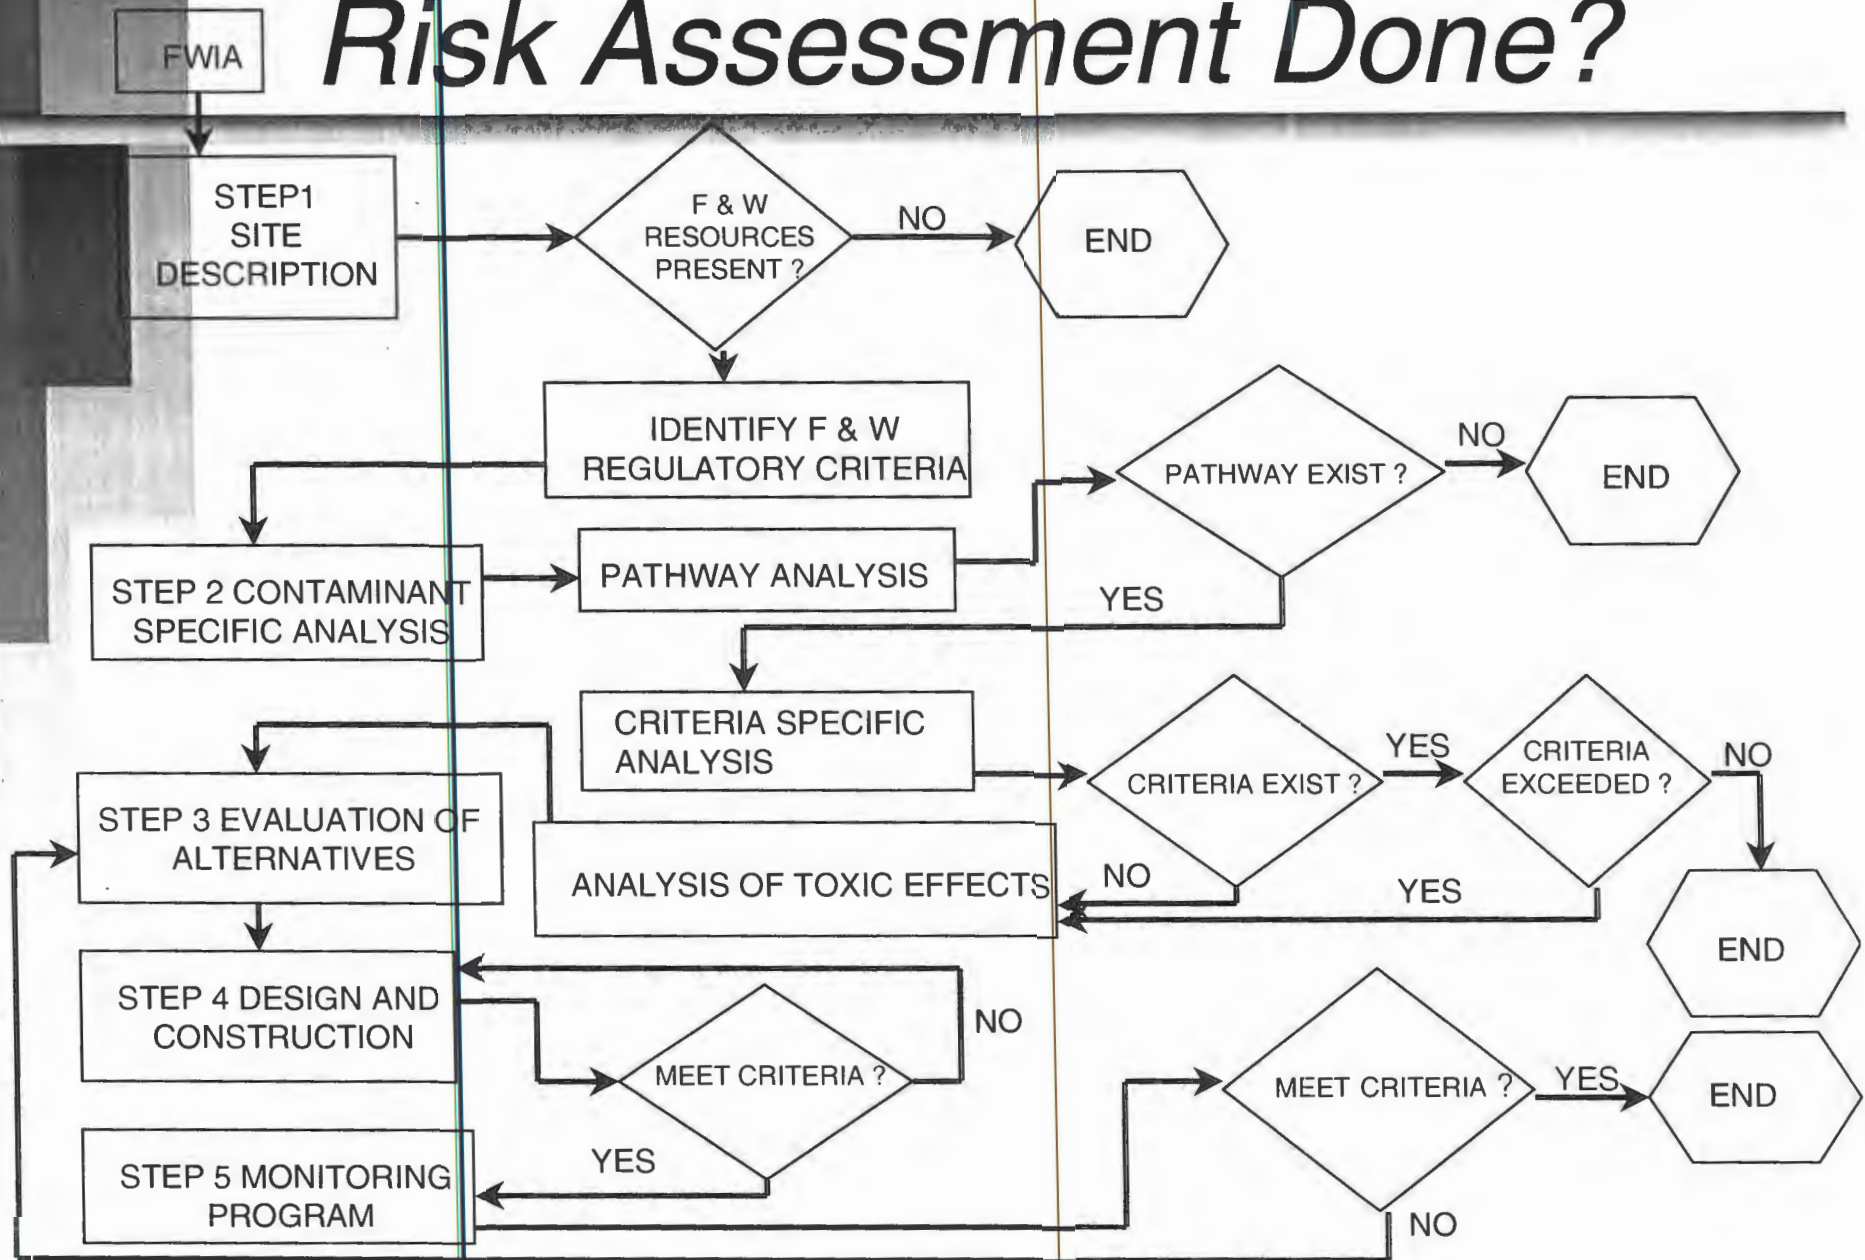 Risk Assessment Done?
FWIA
STEP1
SITE
DESCRIPTION
F & W
RESOURCES
PRESENT ?
NO
END
IDENTIFY F & W
REGULATORY CRITERIA
PATHWAY EXIST ?
NO
END
STEP 2 CONTAMINANT
SPECIFIC ANALYSIS
PATHWAY ANALYSIS
YES
CRITERIA SPECIFIC
ANALYSIS
CRITERIA EXIST ?
YES
CRITERIA
EXCEEDED ?
NO
STEP 3 EVALUATION OF
ALTERNATIVES
ANALYSIS OF TOXIC EFFECTS
NO
YES
END
STEP 4 DESIGN AND
CONSTRUCTION
MEET CRITERIA ?
NO
MEET CRITERIA ?
YES
END
STEP 5 MONITORING
PROGRAM
YES
NO